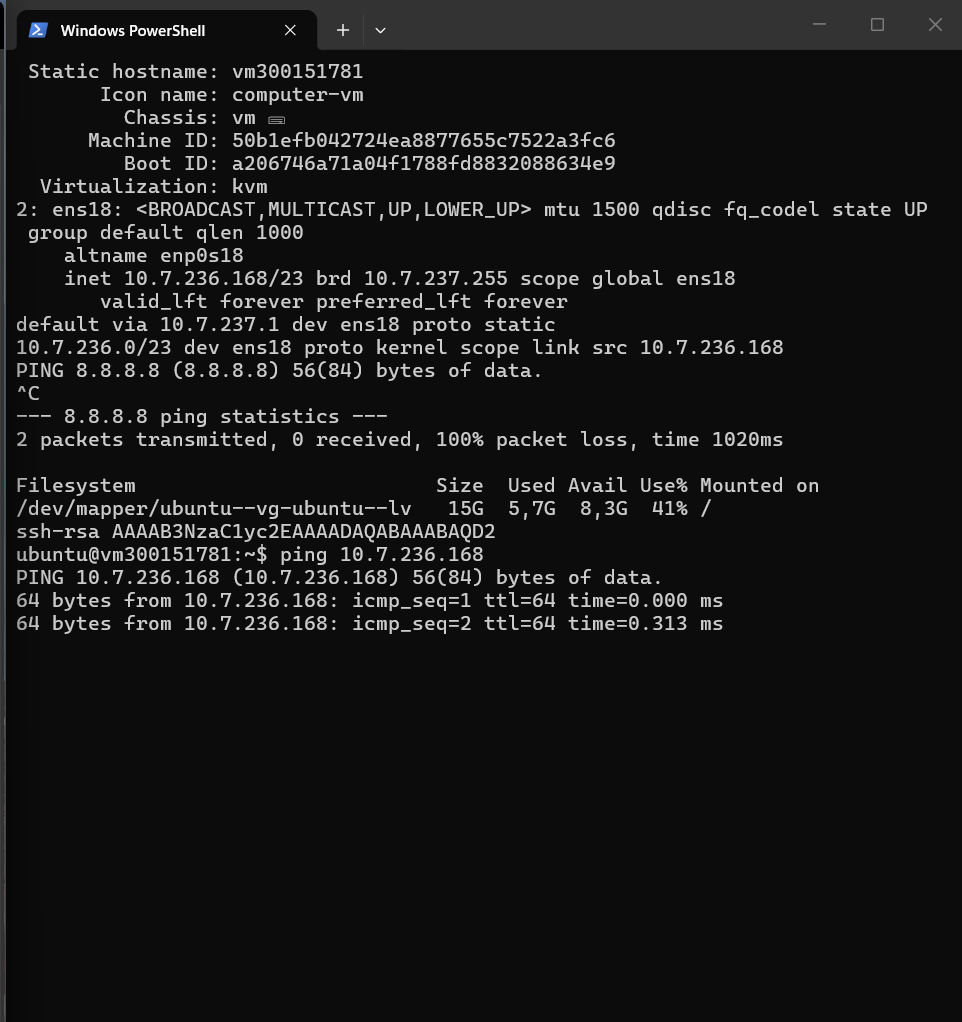 Windows PowerShell
Static hostname: vm300151781
Icon name: computer-vm
Chassis: vm
Machine ID: 50b1efb042724ea8877655c7522a3fc6
Boot ID: a206746a71a04f1788fd8832088634e9
Virtualization: kvm
2: ens18: <BROADCAST,MULTICAST,UP,LOWER_UP> mtu 1500 qdisc fq_codel state UP
group default qlen 1000
altname enp0s18
inet 10.7.236.168/23 brd 10.7.237.255 scope global ens18
valid_lft forever preferred_lft forever
default via 10.7.237.1 dev ens18 proto static
10.7.236.0/23 dev ens18 proto kernel scope link src 10.7.236.168
PING 8.8.8.8 (8.8.8.8) 56(84) bytes of data.
^C
--- 8.8.8.8 ping statistics ---
2 packets transmitted, 0 received, 100% packet loss, time 1020ms
Filesystem Size Used Avail Use% Mounted on
/dev/mapper/ubuntu--vg-ubuntu--lv 15G 5,7G 8,3G 41% /
ssh-rsa AAAAB3NzaC1yc2EAAAADAQABAAABAQD2
ubuntu@vm300151781:~$ ping 10.7.236.168
PING 10.7.236.168 (10.7.236.168) 56(84) bytes of data.
64 bytes from 10.7.236.168: icmp_seq=1 ttl=64 time=0.000 ms
64 bytes from 10.7.236.168: icmp_seq=2 ttl=64 time=0.313 ms